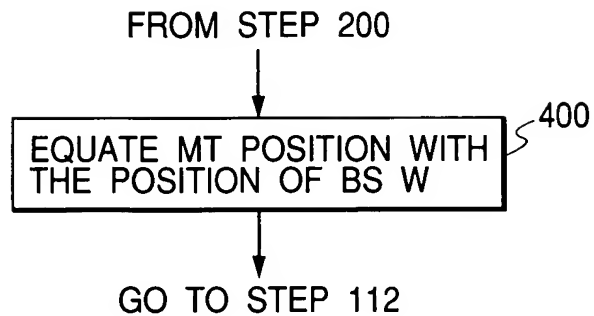 FROM STEP 200
400
EQUATE MT POSITION WITH
THE POSITION OF BS W
GO TO STEP 112